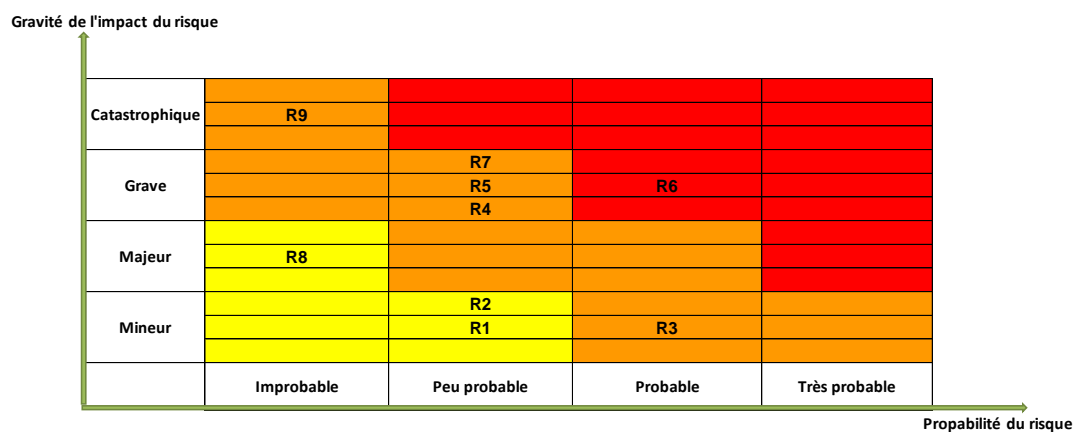 Gravité de l'impact du risque
Catastrophique R9
R7
Grave R5 R6
R4
Majeur R8
R2
Mineur R1 R3
Improbable Peu probable Probable Très probable
Propabilité du risque